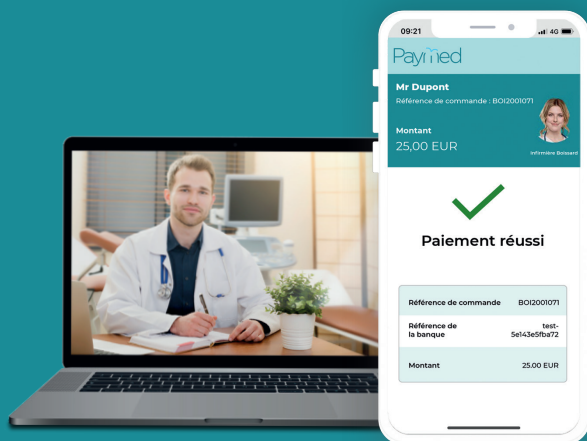 09:21
4G
Paymed
Mr Dupont
Référence de commande : BOI2001071
Montant
25,00 EUR
Infirmière Boissard
Paiement réussi
Référence de commande BOI2001071
Référence de la banque test-5e143e5fba72
Montant 25.00 EUR